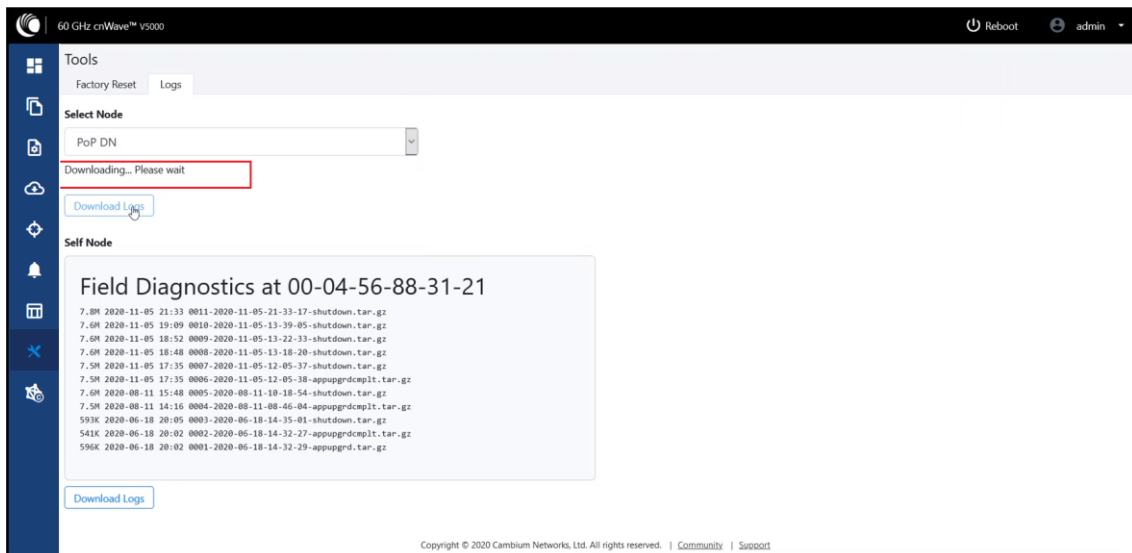 60 GHz cnWave™ V5000
Reboot
admin
Tools
Factory Reset
Logs
Select Node
PoP DN
Downloading... Please wait
Download Logs
Self Node
Field Diagnostics at 00-04-56-88-31-21
7.8M 2020-11-05 21:33 0011-2020-11-05-21-33-17-shutdown.tar.gz
7.6M 2020-11-05 19:09 0010-2020-11-05-13-39-05-shutdown.tar.gz
7.6M 2020-11-05 18:52 0009-2020-11-05-13-22-33-shutdown.tar.gz
7.6M 2020-11-05 18:48 0008-2020-11-05-13-18-20-shutdown.tar.gz
7.5M 2020-11-05 17:35 0007-2020-11-05-12-05-37-shutdown.tar.gz
7.5M 2020-11-05 17:35 0006-2020-11-05-12-05-38-appupgrdcmplt.tar.gz
7.6M 2020-08-11 15:48 0005-2020-08-11-10-18-54-shutdown.tar.gz
7.5M 2020-08-11 14:16 0004-2020-08-11-08-46-04-appupgrdcmplt.tar.gz
593K 2020-06-18 20:05 0003-2020-06-18-14-35-01-shutdown.tar.gz
541K 2020-06-18 20:02 0002-2020-06-18-14-32-27-appupgrdcmplt.tar.gz
596K 2020-06-18 20:02 0001-2020-06-18-14-32-29-appupgrd.tar.gz
Download Logs
Copyright © 2020 Cambium Networks, Ltd. All rights reserved. | Community | Support